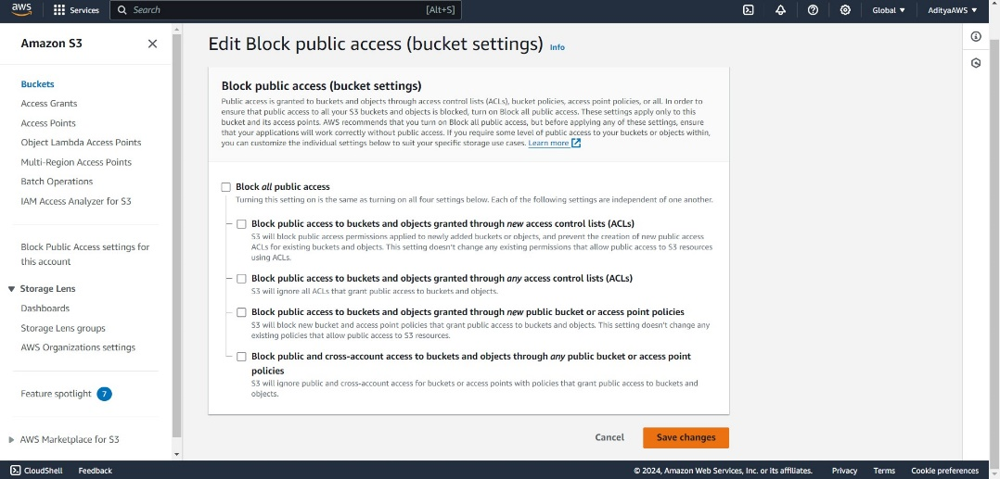 aws
Services
Search
[Alt+S]
Global
AdityaAWS
Amazon S3
Buckets
Access Grants
Access Points
Object Lambda Access Points
Multi-Region Access Points
Batch Operations
IAM Access Analyzer for S3
Block Public Access settings for
this account
Storage Lens
Dashboards
Storage Lens groups
AWS Organizations settings
Feature spotlight 7
AWS Marketplace for S3
Edit Block public access (bucket settings) Info
Block public access (bucket settings)
Public access is granted to buckets and objects through access control lists (ACLs), bucket policies, access point policies, or all. In order to
ensure that public access to all your S3 buckets and objects is blocked, turn on Block all public access. These settings apply only to this
bucket and its access points. AWS recommends that you turn on Block all public access, but before applying any of these settings, ensure
that your applications will work correctly without public access. If you require some level of public access to your buckets or objects within,
you can customize the individual settings below to suit your specific storage use cases. Learn more
Block all public access
Turning this setting on is the same as turning on all four settings below. Each of the following settings are independent of one another.
Block public access to buckets and objects granted through new access control lists (ACLs)
S3 will block public access permissions applied to newly added buckets or objects, and prevent the creation of new public access
ACLs for existing buckets and objects. This setting doesn't change any existing permissions that allow public access to S3 resources
using ACLs.
Block public access to buckets and objects granted through any access control lists (ACLs)
S3 will ignore all ACLs that grant public access to buckets and objects.
Block public access to buckets and objects granted through new public bucket or access point policies
S3 will block new bucket and access point policies that grant public access to buckets and objects. This setting doesn't change any
existing policies that allow public access to S3 resources.
Block public and cross-account access to buckets and objects through any public bucket or access point
policies
S3 will ignore public and cross-account access for buckets or access points with policies that grant public access to buckets and
objects.
Cancel
Save changes
CloudShell
Feedback
© 2024, Amazon Web Services, Inc. or its affiliates.
Privacy
Terms
Cookie preferences